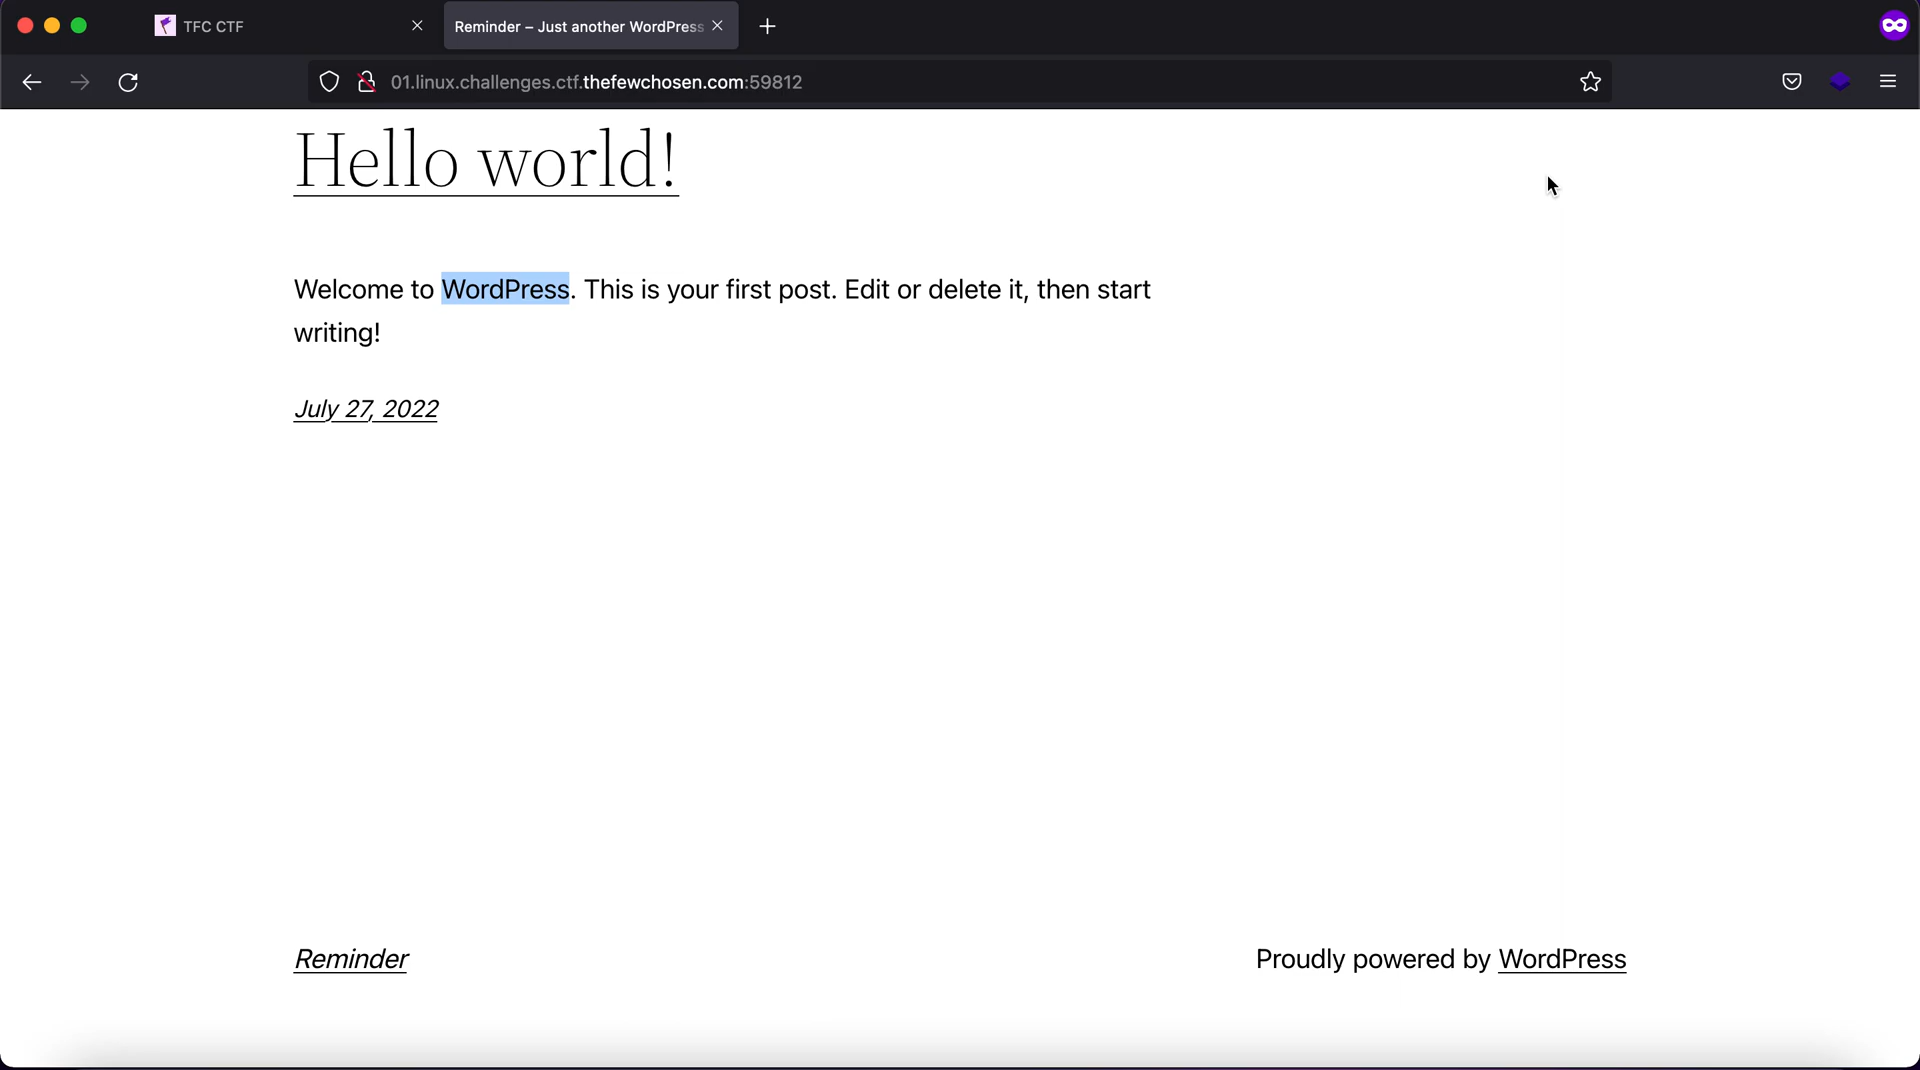 TFC CTF
Reminder – Just another WordPress
01.linux.challenges.ctf.thefewchosen.com:59812
Hello world!
Welcome to WordPress. This is your first post. Edit or delete it, then start
writing!
July 27, 2022
Reminder
Proudly powered by WordPress